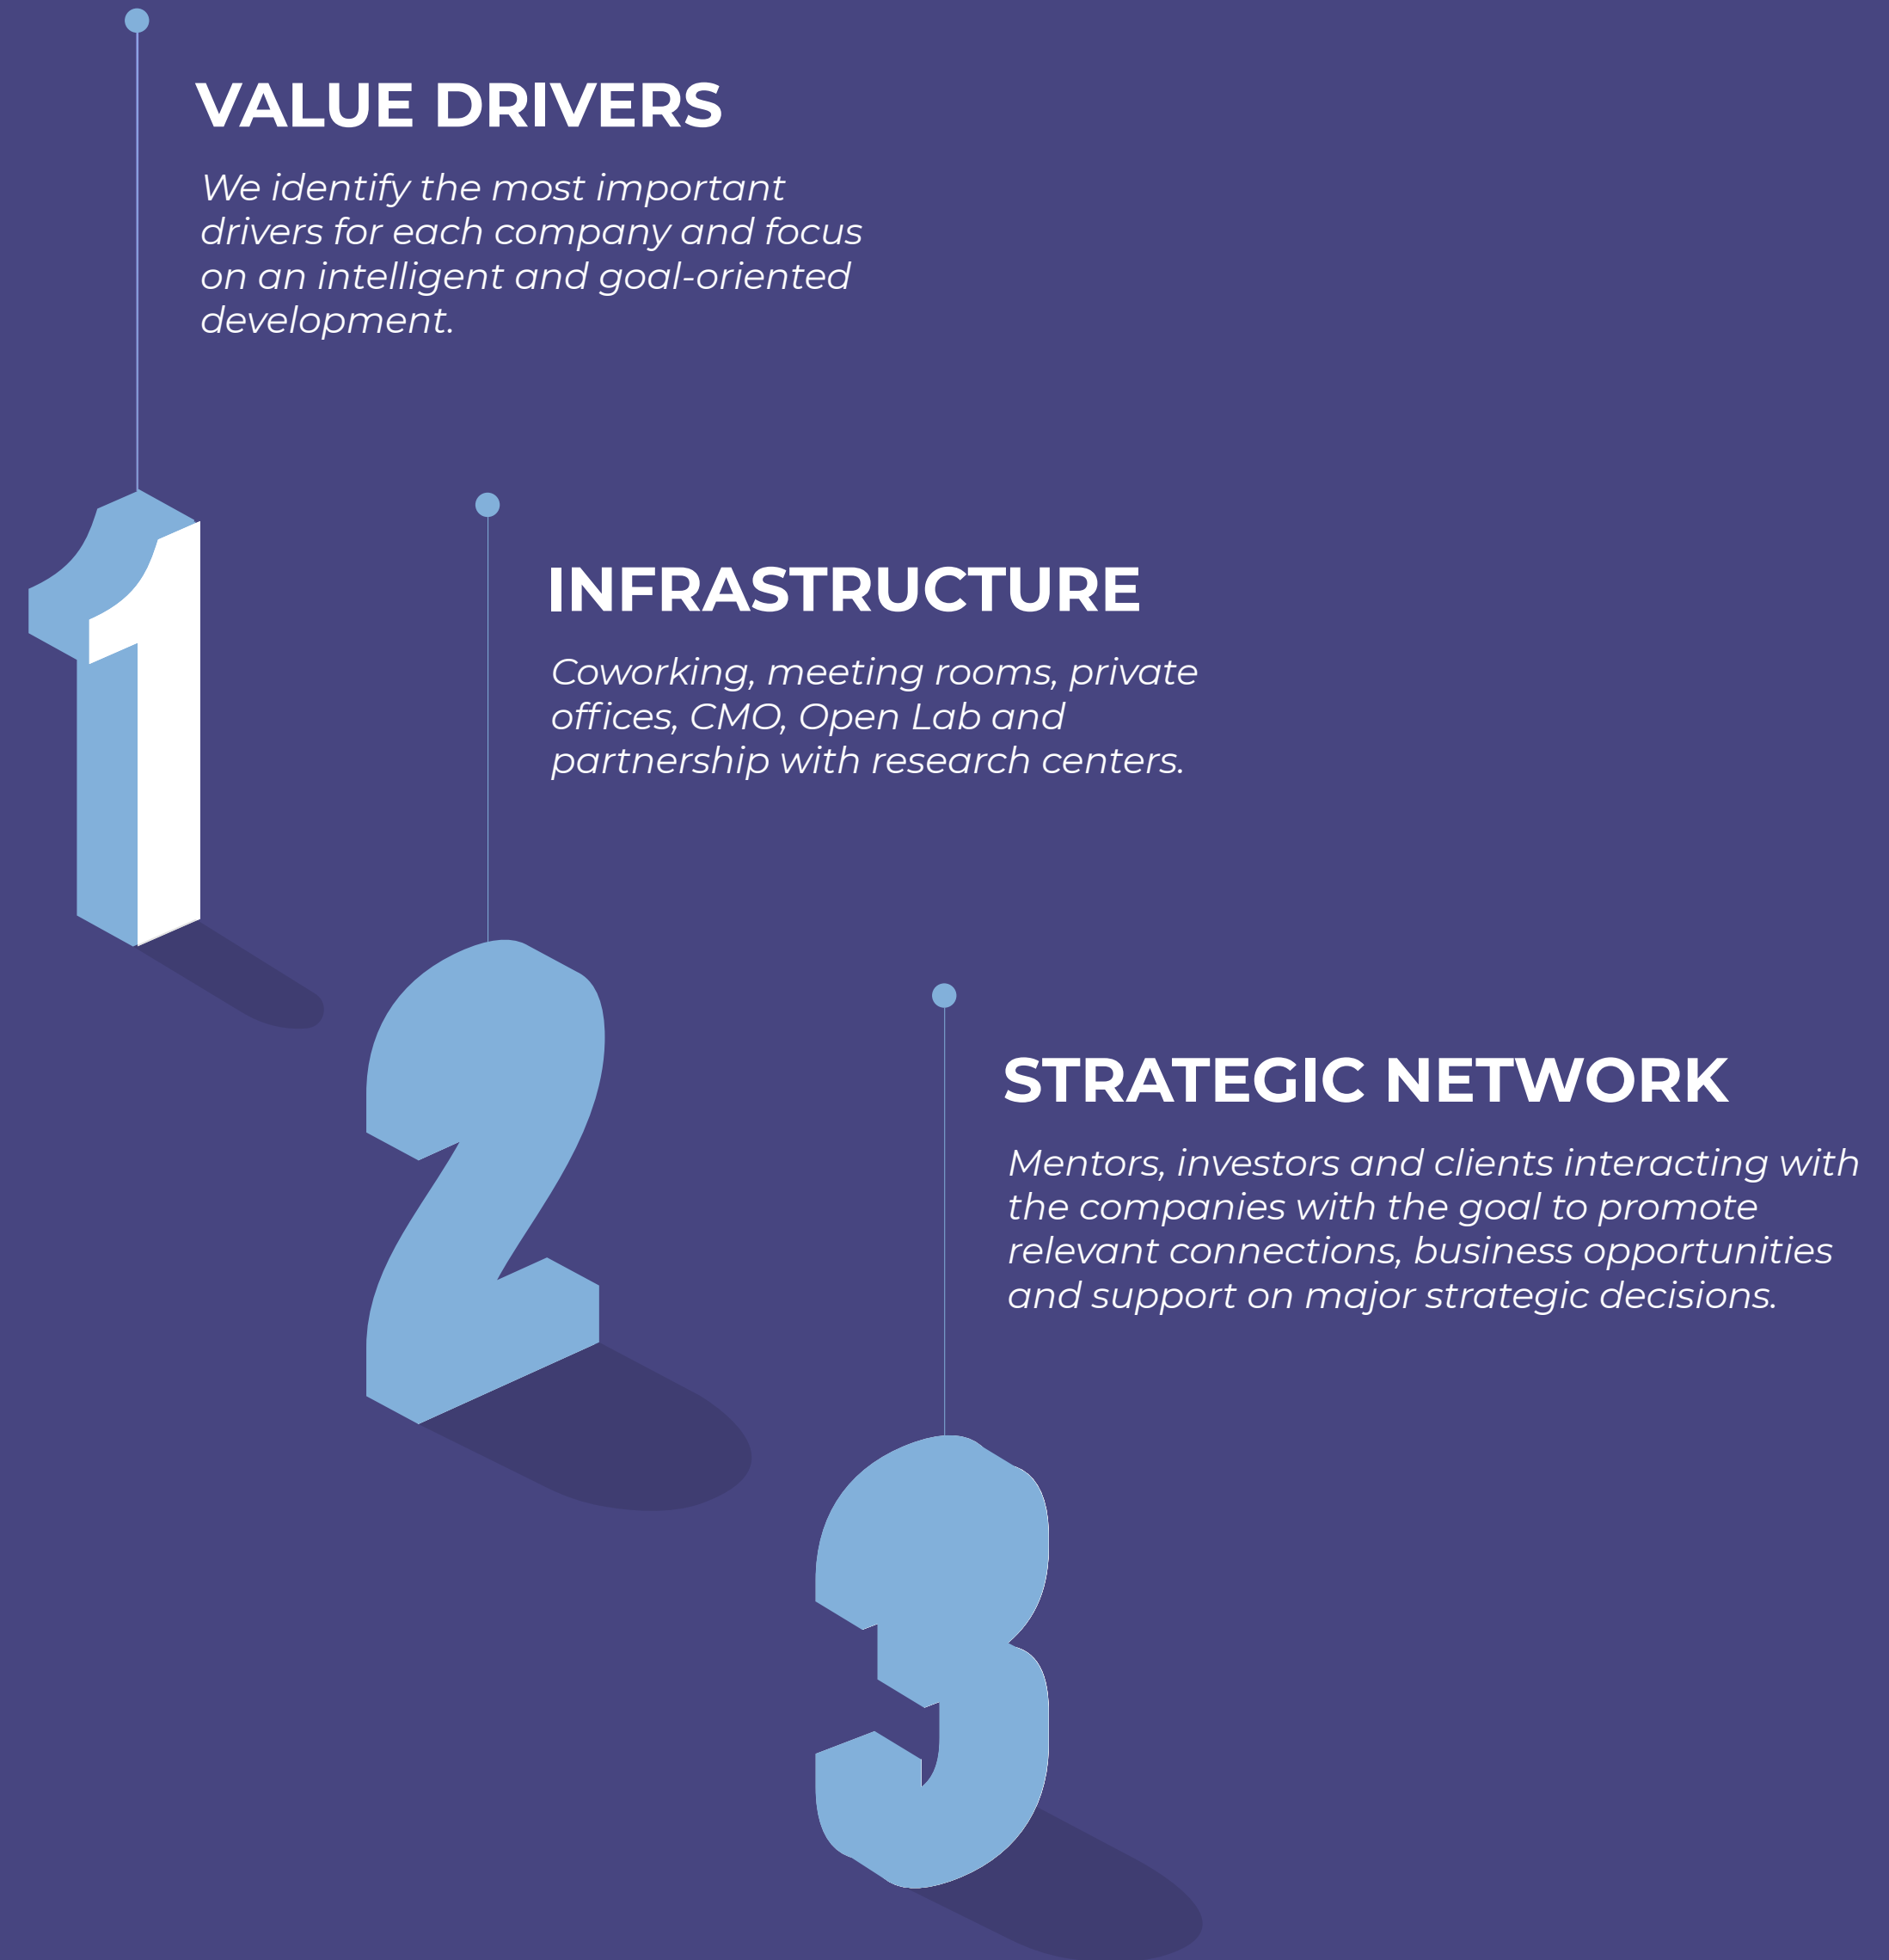 VALUE DRIVERS
We identify the most important
drivers for each company and focus
on an intelligent and goal-oriented
development.
1
INFRASTRUCTURE
Coworking, meeting rooms, private
offices, CMO, Open Lab and
partnership with research centers.
2
STRATEGIC NETWORK
Mentors, investors and clients interacting with
the companies with the goal to promote
relevant connections, business opportunities
and support on major strategic decisions.
3